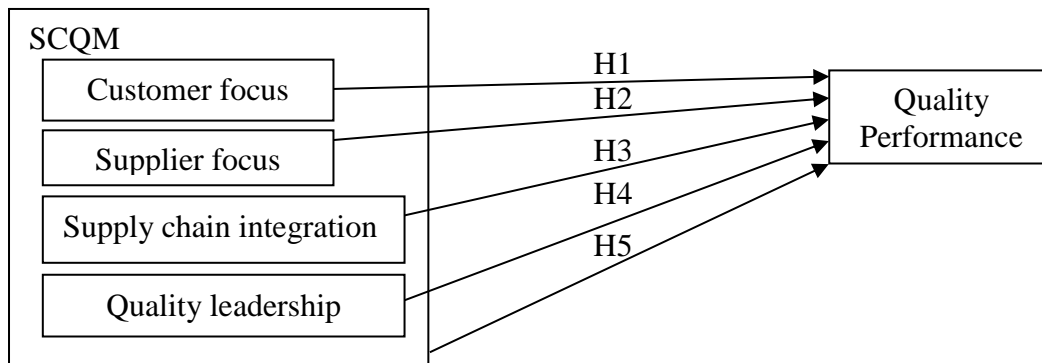 SCQM
Customer focus
Supplier focus
Supply chain integration
Quality leadership
H1
H2
H3
H4
H5
Quality
Performance